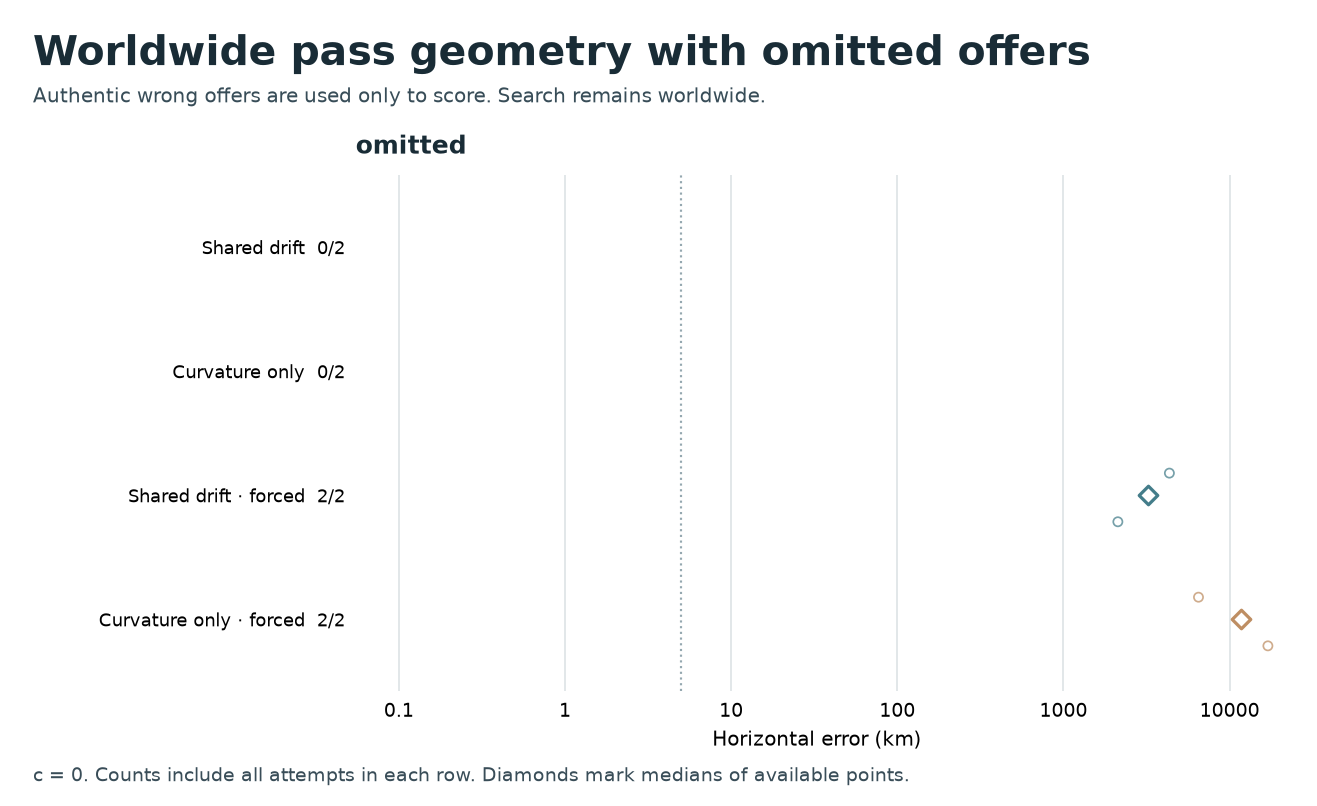 Worldwide pass geometry with omitted offers
Authentic wrong offers are used only to score. Search remains worldwide.
omitted
Shared drift 0/2
Curvature only 0/2
Shared drift · forced 2/2
Curvature only · forced 2/2
0.1 1 10 100 1000 10000
Horizontal error (km)
c = 0. Counts include all attempts in each row. Diamonds mark medians of available points.